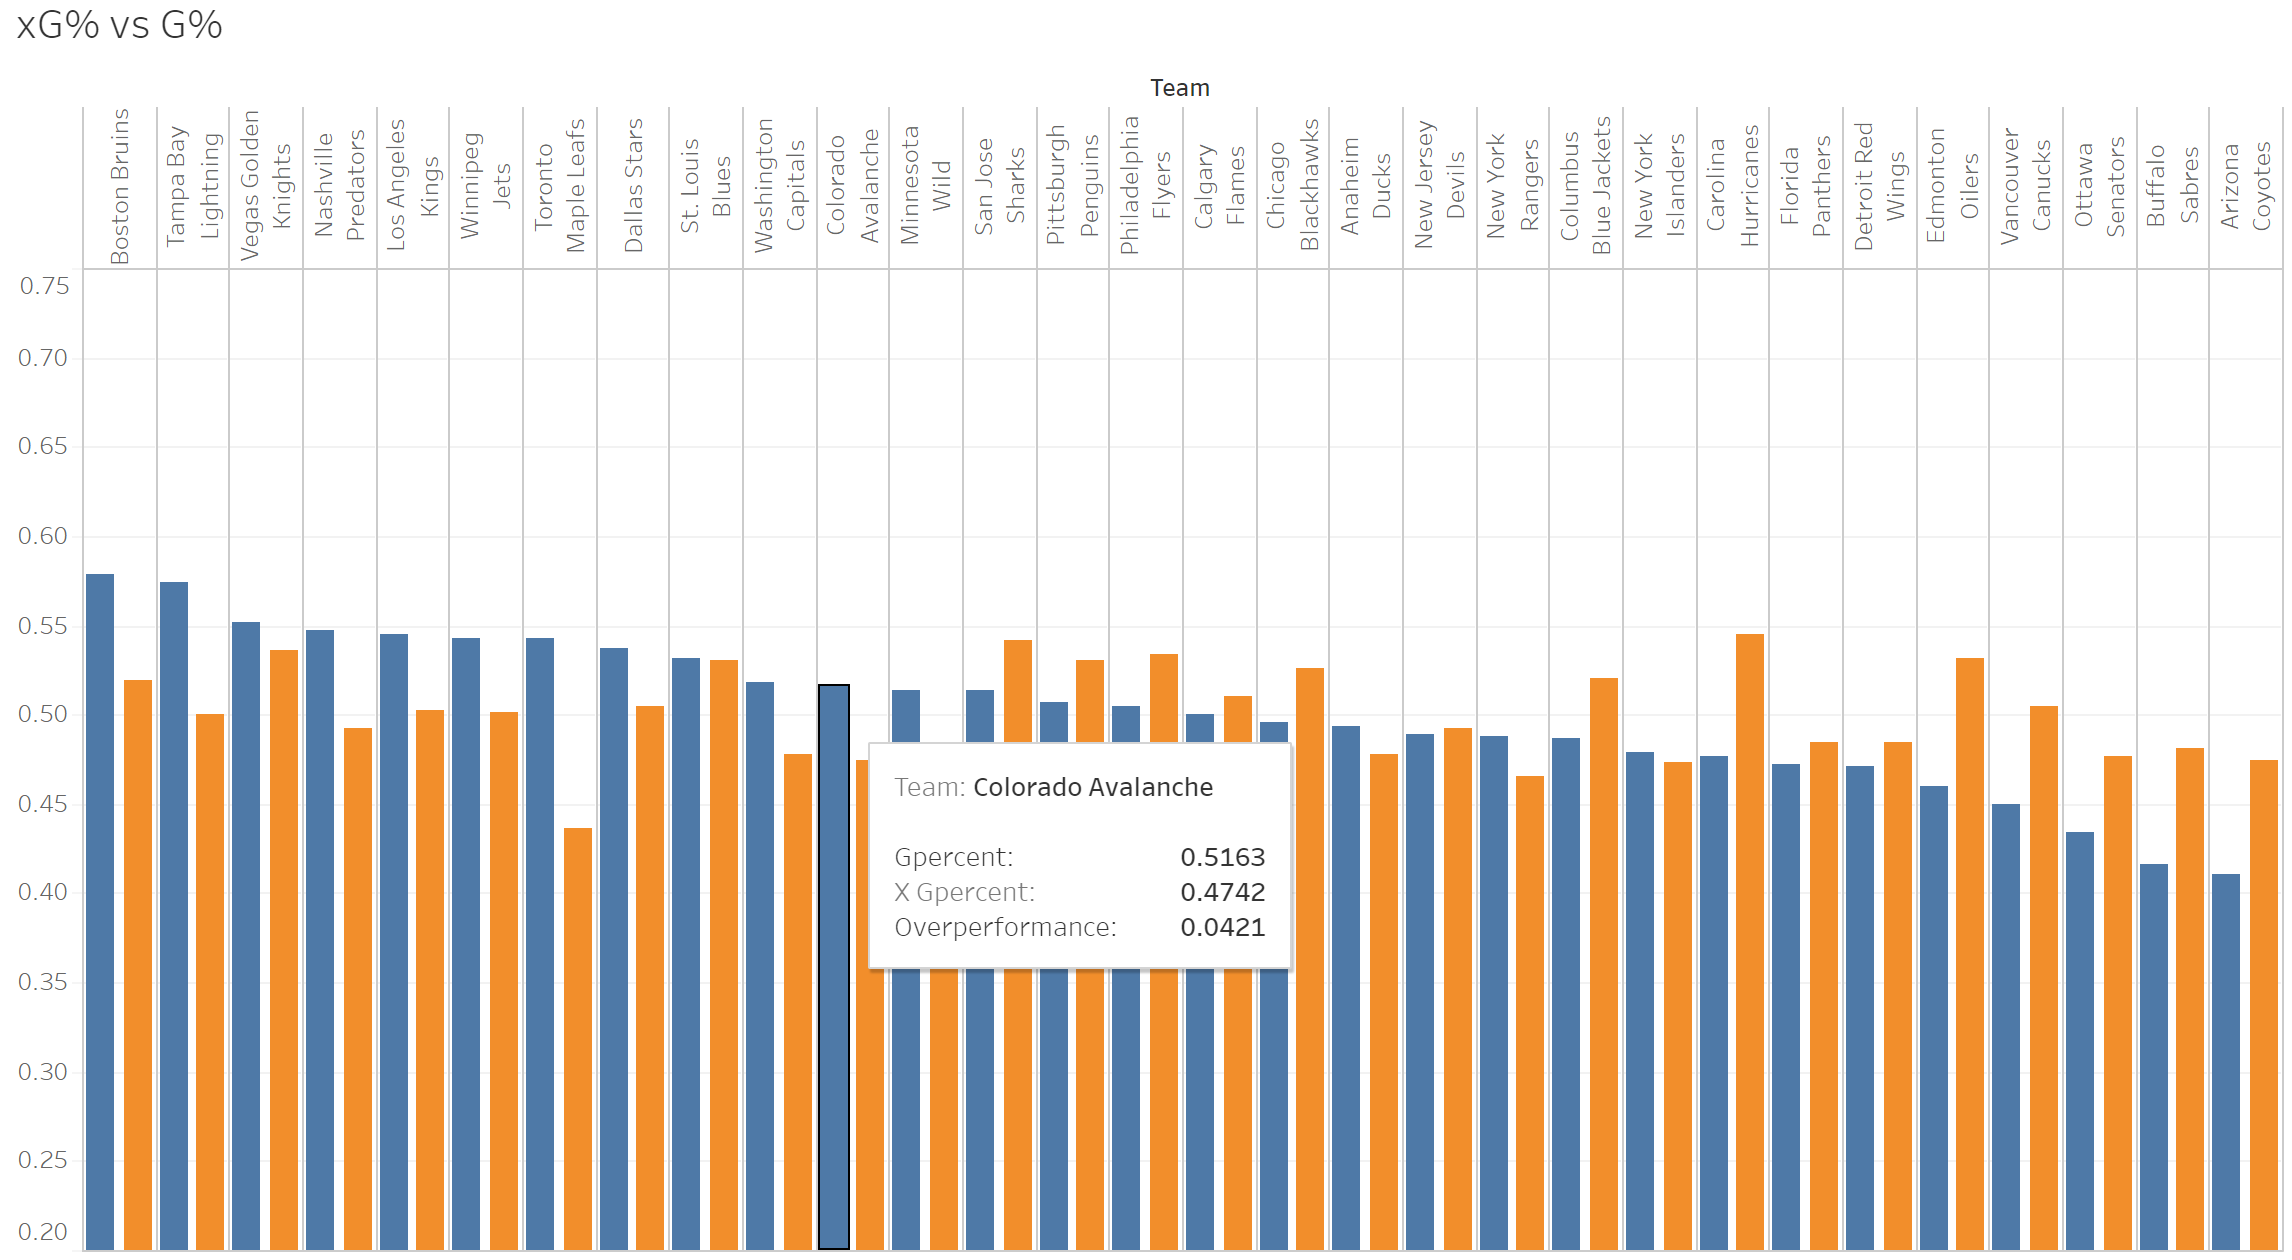 xG% vs G%
Team
Boston Bruins
Tampa Bay
Lightning
Vegas Golden
Knights
Nashville
Predators
Los Angeles
Kings
Winnipeg
Jets
Toronto
Maple Leafs
Dallas Stars
St. Louis
Blues
Washington
Capitals
Colorado
Avalanche
Minnesota
Wild
San Jose
Sharks
Pittsburgh
Penguins
Philadelphia
Flyers
Calgary
Flames
Chicago
Blackhawks
Anaheim
Ducks
New Jersey
Devils
New York
Rangers
Columbus
Blue Jackets
New York
Islanders
Carolina
Hurricanes
Florida
Panthers
Detroit Red
Wings
Edmonton
Oilers
Vancouver
Canucks
Ottawa
Senators
Buffalo
Sabres
Arizona
Coyotes
0.75
0.70
0.65
0.60
0.55
0.50
0.45
0.40
0.35
0.30
0.25
0.20
Team: Colorado Avalanche
Gpercent: 0.5163
X Gpercent: 0.4742
Overperformance: 0.0421